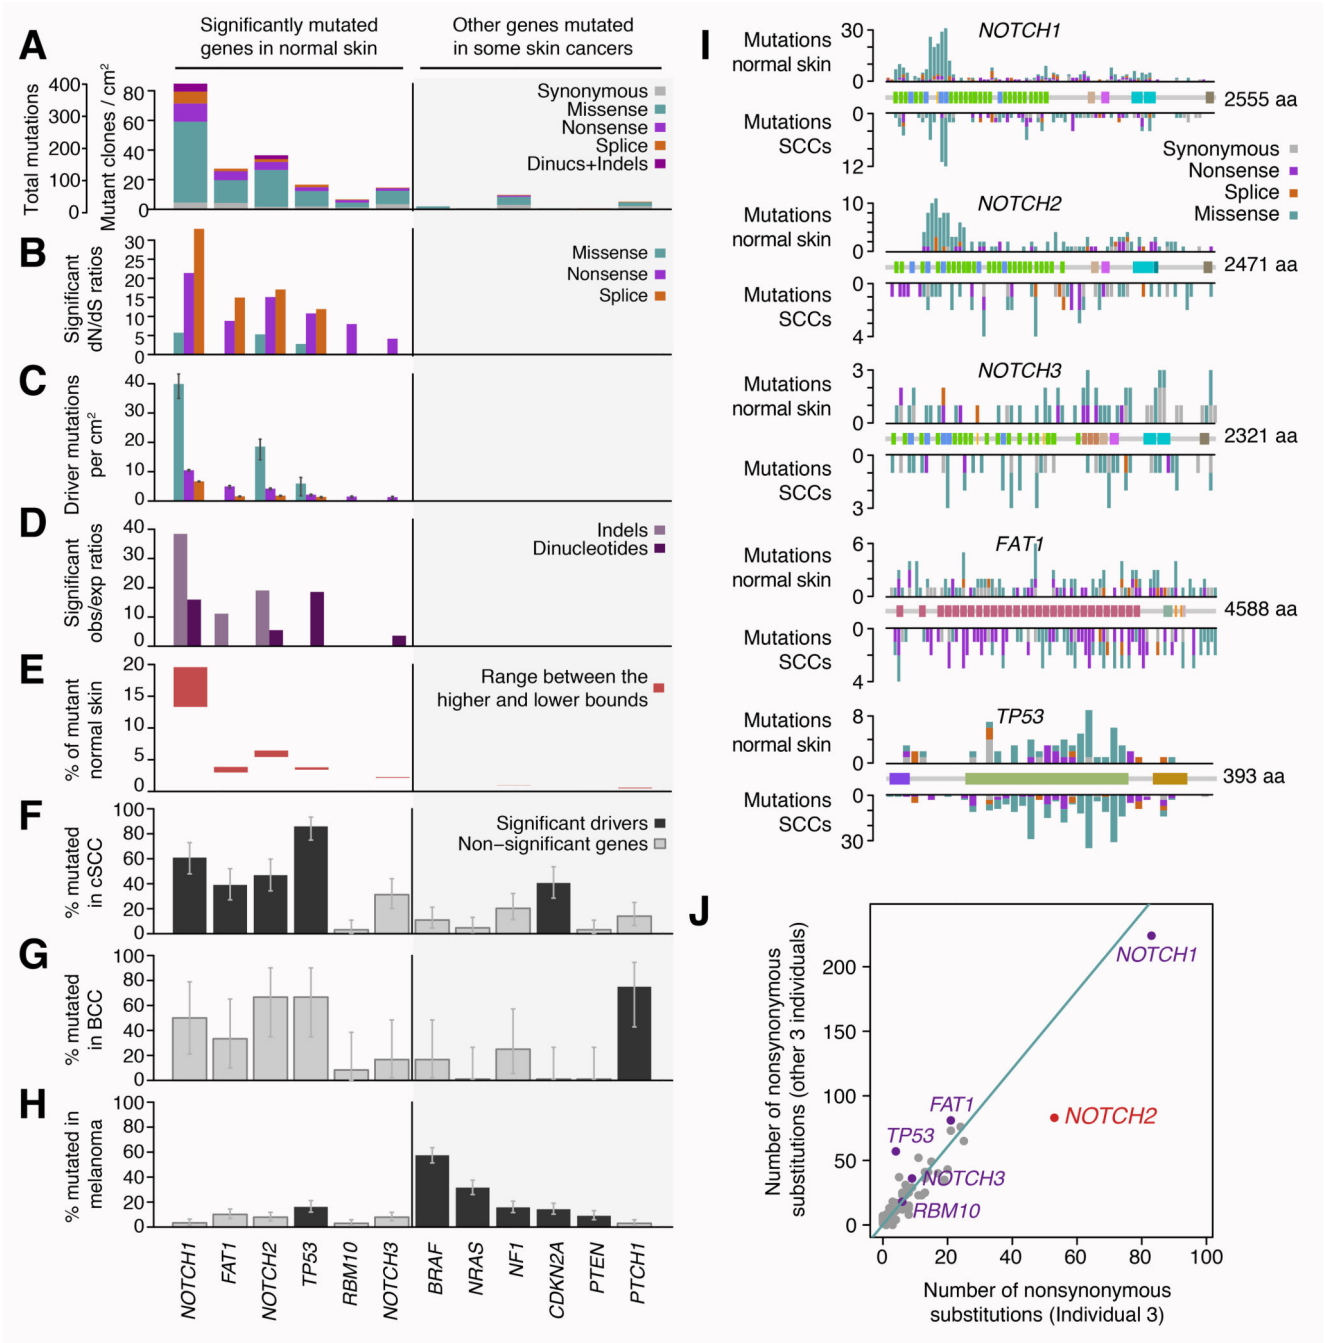 A
Significantly mutated
genes in normal skin
Other genes mutated
in some skin cancers
Total mutations
400
300
200
100
0
Mutant clones / cm²
80
60
40
20
0
Synonymous
Missense
Nonsense
Splice
Dinucs+Indels
B
Significant
dN/dS ratios
30
25
20
15
10
5
0
Missense
Nonsense
Splice
C
Driver mutations
per cm²
40
30
20
10
0
D
Significant
obs/exp ratios
40
30
20
10
0
Indels
Dinucleotides
E
% of mutant
normal skin
20
15
10
5
0
Range between the
higher and lower bounds
F
% mutated
in cSCC
100
80
60
40
20
0
Significant drivers
Non−significant genes
G
% mutated
in BCC
100
80
60
40
20
0
H
% mutated in
melanoma
100
80
60
40
20
0
NOTCH1
FAT1
NOTCH2
TP53
RBM10
NOTCH3
BRAF
NRAS
NF1
CDKN2A
PTEN
PTCH1
I
NOTCH1
Mutations
normal skin
30
0
2555 aa
Mutations
SCCs
0
12
Synonymous
Nonsense
Splice
Missense
NOTCH2
Mutations
normal skin
10
0
2471 aa
Mutations
SCCs
0
4
NOTCH3
Mutations
normal skin
3
0
2321 aa
Mutations
SCCs
0
3
FAT1
Mutations
normal skin
6
0
4588 aa
Mutations
SCCs
0
4
TP53
Mutations
normal skin
8
0
393 aa
Mutations
SCCs
0
30
J
Number of nonsynonymous
substitutions (other 3 individuals)
200
150
100
50
0
NOTCH1
FAT1
NOTCH2
TP53
NOTCH3
RBM10
0 20 40 60 80 100
Number of nonsynonymous
substitutions (Individual 3)